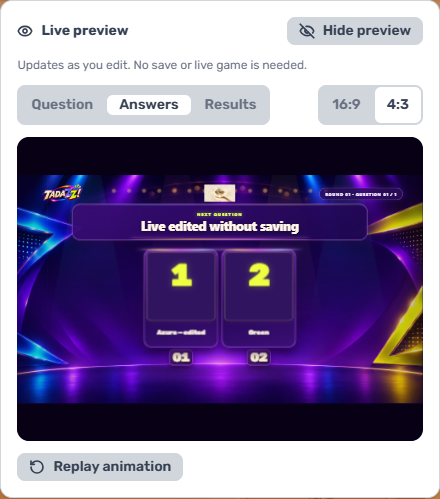 Live preview
Hide preview
Updates as you edit. No save or live game is needed.
Question
Answers
Results
16:9
4:3
TADAZZ!
ROUND 01 - QUESTION 01 / 1
NEXT QUESTION
Live edited without saving
1
2
Azure—edited
Green
01
02
Replay animation